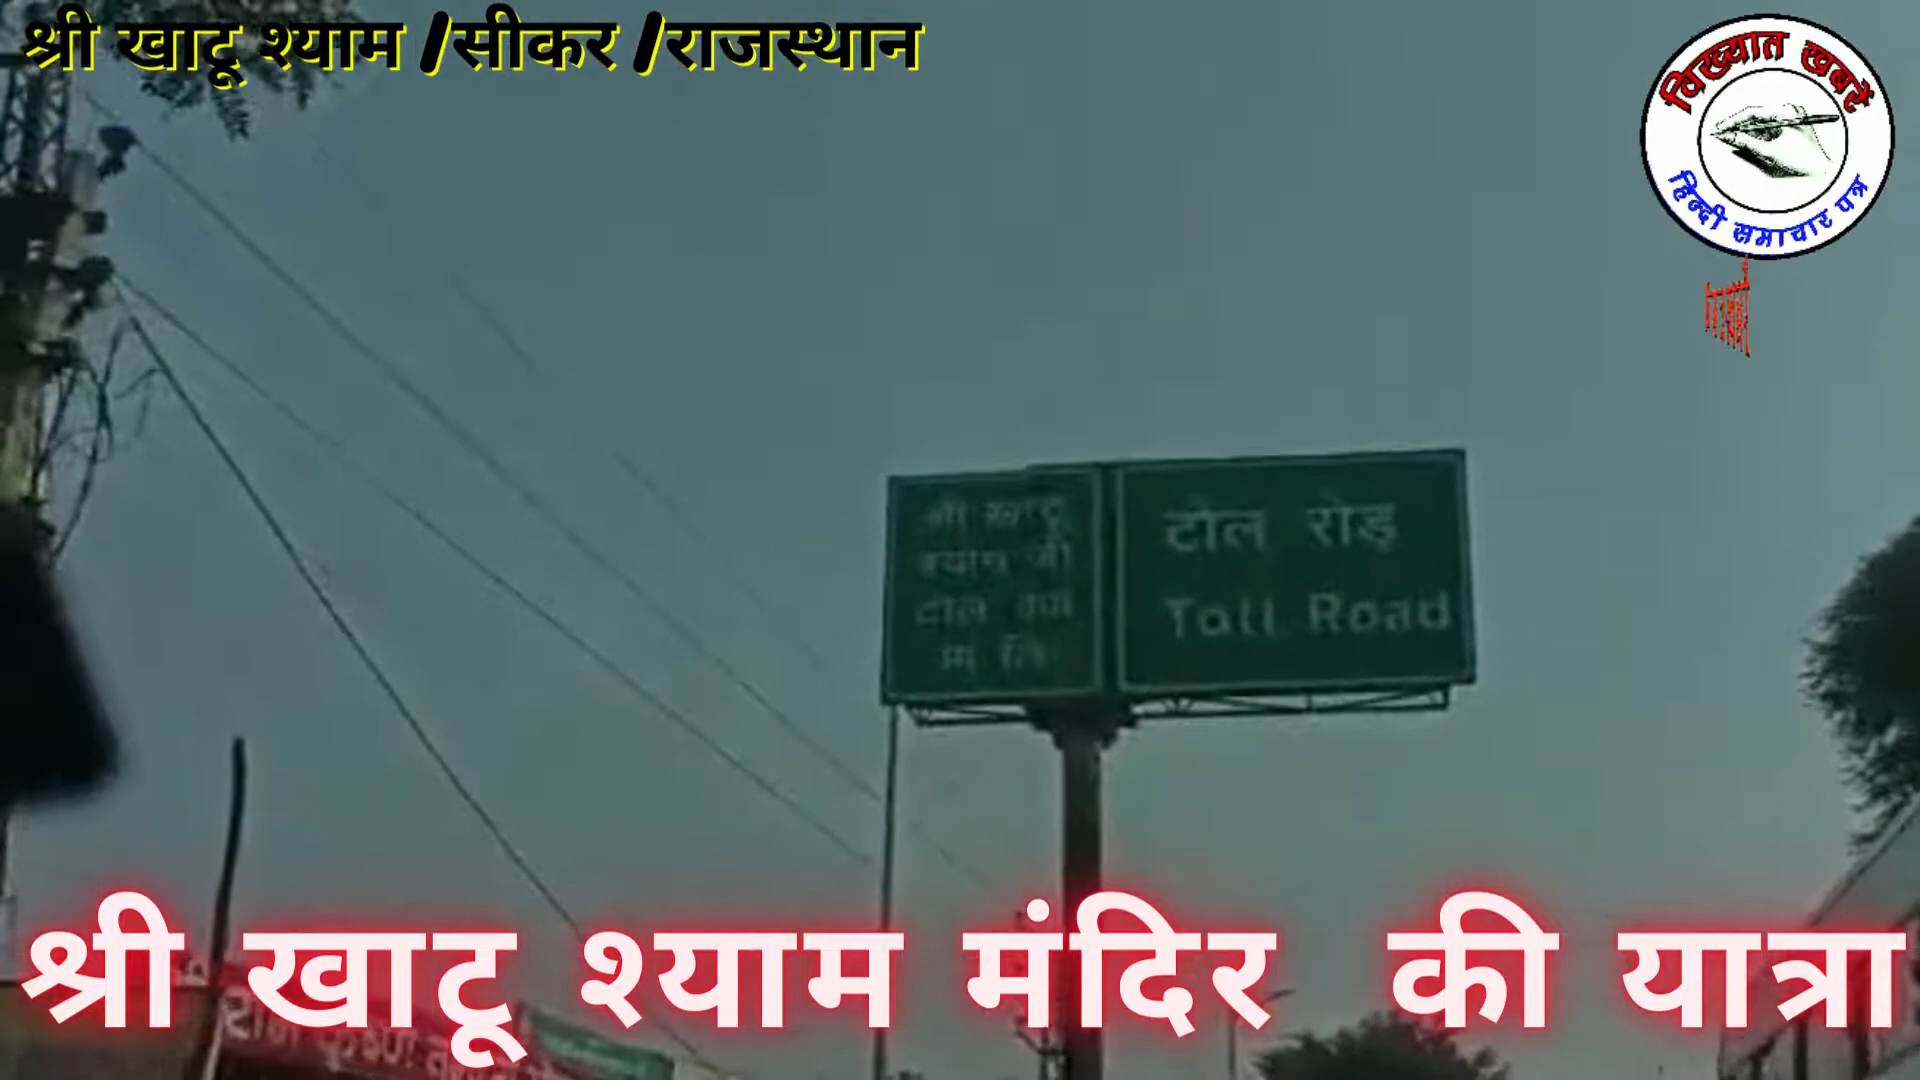 श्री खाटू श्याम /सीकर /राजस्थान
विख्यात खबरें
हिन्दी समाचार पत्र
श्री खाटू
श्याम जी
टोल
टोल रोड़
Toll Road
श्री खाटू श्याम मंदिर की यात्रा